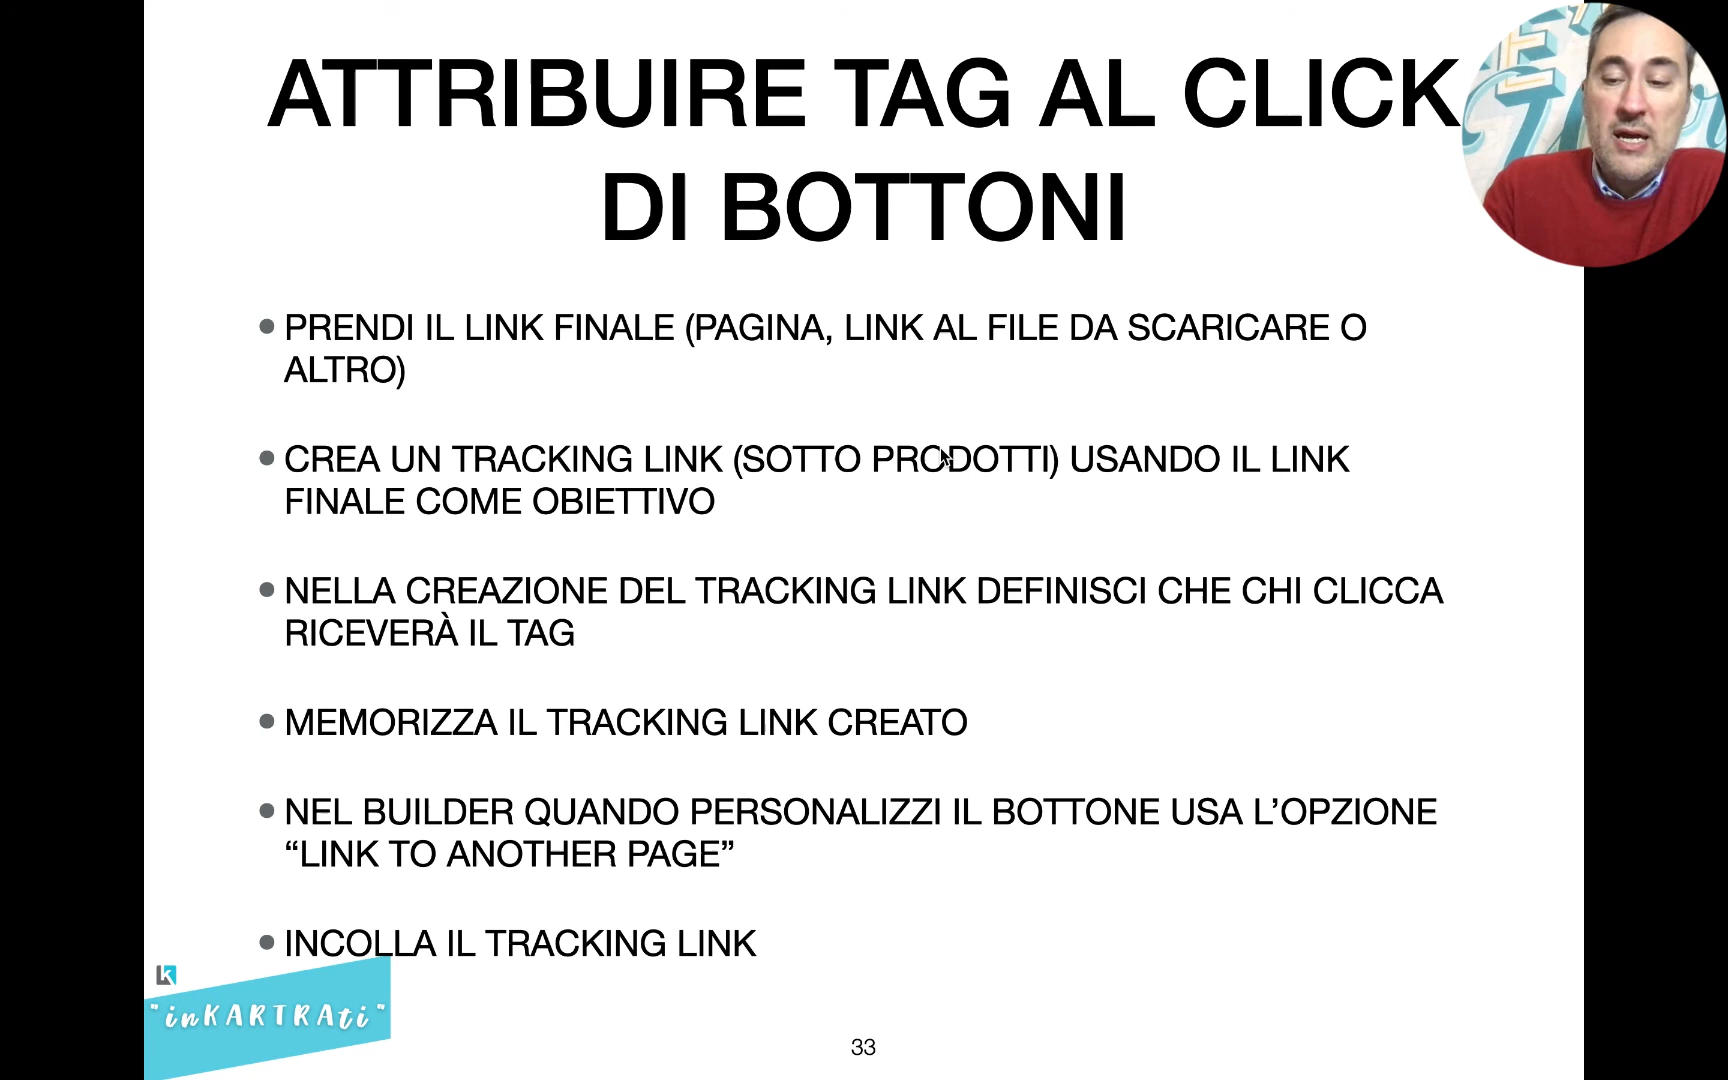 ATTRIBUIRE TAG AL CLICK
DI BOTTONI
• PRENDI IL LINK FINALE (PAGINA, LINK AL FILE DA SCARICARE O
ALTRO)
• CREA UN TRACKING LINK (SOTTO PRODOTTI) USANDO IL LINK
FINALE COME OBIETTIVO
• NELLA CREAZIONE DEL TRACKING LINK DEFINISCI CHE CHI CLICCA
RICEVERÀ IL TAG
• MEMORIZZA IL TRACKING LINK CREATO
• NEL BUILDER QUANDO PERSONALIZZI IL BOTTONE USA L’OPZIONE
“LINK TO ANOTHER PAGE”
• INCOLLA IL TRACKING LINK
"inKARTRAti"
33